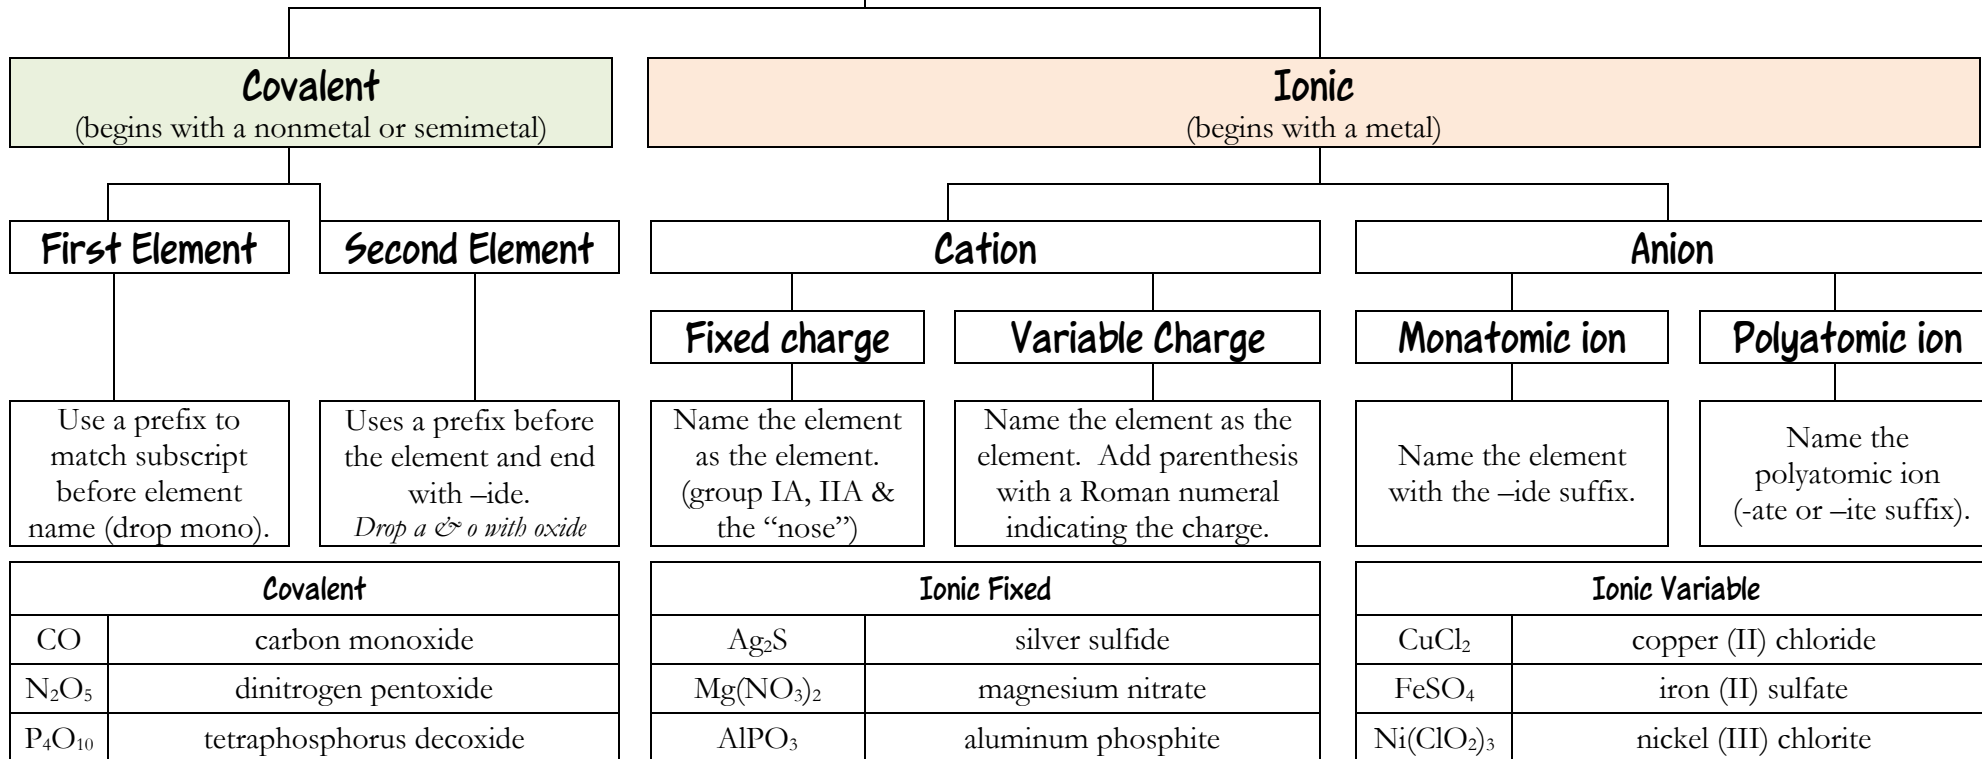 Covalent
(begins with a nonmetal or semimetal)
Ionic
(begins with a metal)
First Element
Second Element
Cation
Anion
Fixed charge
Variable Charge
Monatomic ion
Polyatomic ion
Use a prefix to
match subscript
before element
name (drop mono).
Uses a prefix before
the element and end
with –ide.
Drop a & o with oxide
Name the element
as the element.
(group IA, IIA &
the “nose”)
Name the element as the
element. Add parenthesis
with a Roman numeral
indicating the charge.
Name the element
with the –ide suffix.
Name the
polyatomic ion
(-ate or –ite suffix).
Covalent
CO carbon monoxide
N₂O₅ dinitrogen pentoxide
P₄O₁₀ tetraphosphorus decoxide
Ionic Fixed
Ag₂S silver sulfide
Mg(NO₃)₂ magnesium nitrate
AlPO₃ aluminum phosphite
Ionic Variable
CuCl₂ copper (II) chloride
FeSO₄ iron (II) sulfate
Ni(ClO₂)₃ nickel (III) chlorite